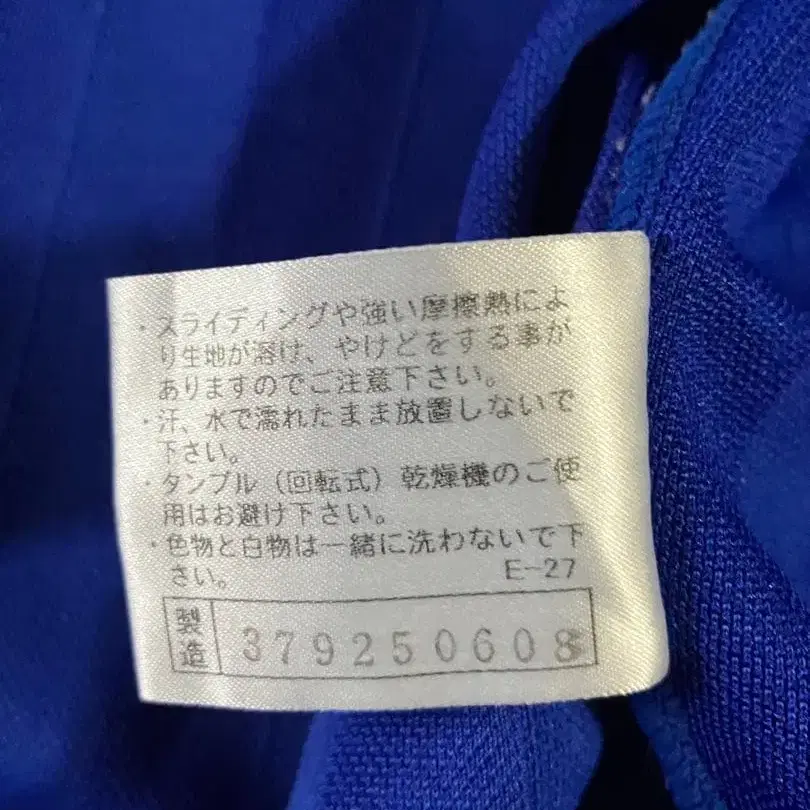 ・スライディングや強い摩擦熱によ
り生地が溶け、やけどをする事が
ありますのでご注意下さい。
・汗、水で濡れたまま放置しないで
下さい。
・タンブル（回転式）乾燥機のご使
用はお避け下さい。
・色物と白物は一緒に洗わないで下
さい。 E-27
製造 379250608